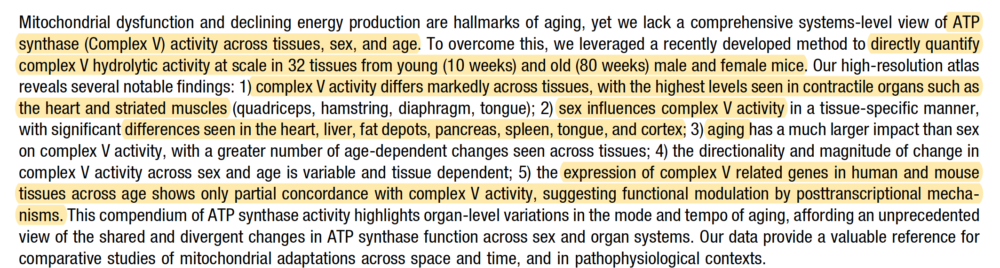 Mitochondrial dysfunction and declining energy production are hallmarks of aging, yet we lack a comprehensive systems-level view of ATP
synthase (Complex V) activity across tissues, sex, and age. To overcome this, we leveraged a recently developed method to directly quantify
complex V hydrolytic activity at scale in 32 tissues from young (10 weeks) and old (80 weeks) male and female mice. Our high-resolution atlas
reveals several notable findings: 1) complex V activity differs markedly across tissues, with the highest levels seen in contractile organs such as
the heart and striated muscles (quadriceps, hamstring, diaphragm, tongue); 2) sex influences complex V activity in a tissue-specific manner,
with significant differences seen in the heart, liver, fat depots, pancreas, spleen, tongue, and cortex; 3) aging has a much larger impact than sex
on complex V activity, with a greater number of age-dependent changes seen across tissues; 4) the directionality and magnitude of change in
complex V activity across sex and age is variable and tissue dependent; 5) the expression of complex V related genes in human and mouse
tissues across age shows only partial concordance with complex V activity, suggesting functional modulation by posttranscriptional mecha-
nisms. This compendium of ATP synthase activity highlights organ-level variations in the mode and tempo of aging, affording an unprecedented
view of the shared and divergent changes in ATP synthase function across sex and organ systems. Our data provide a valuable reference for
comparative studies of mitochondrial adaptations across space and time, and in pathophysiological contexts.